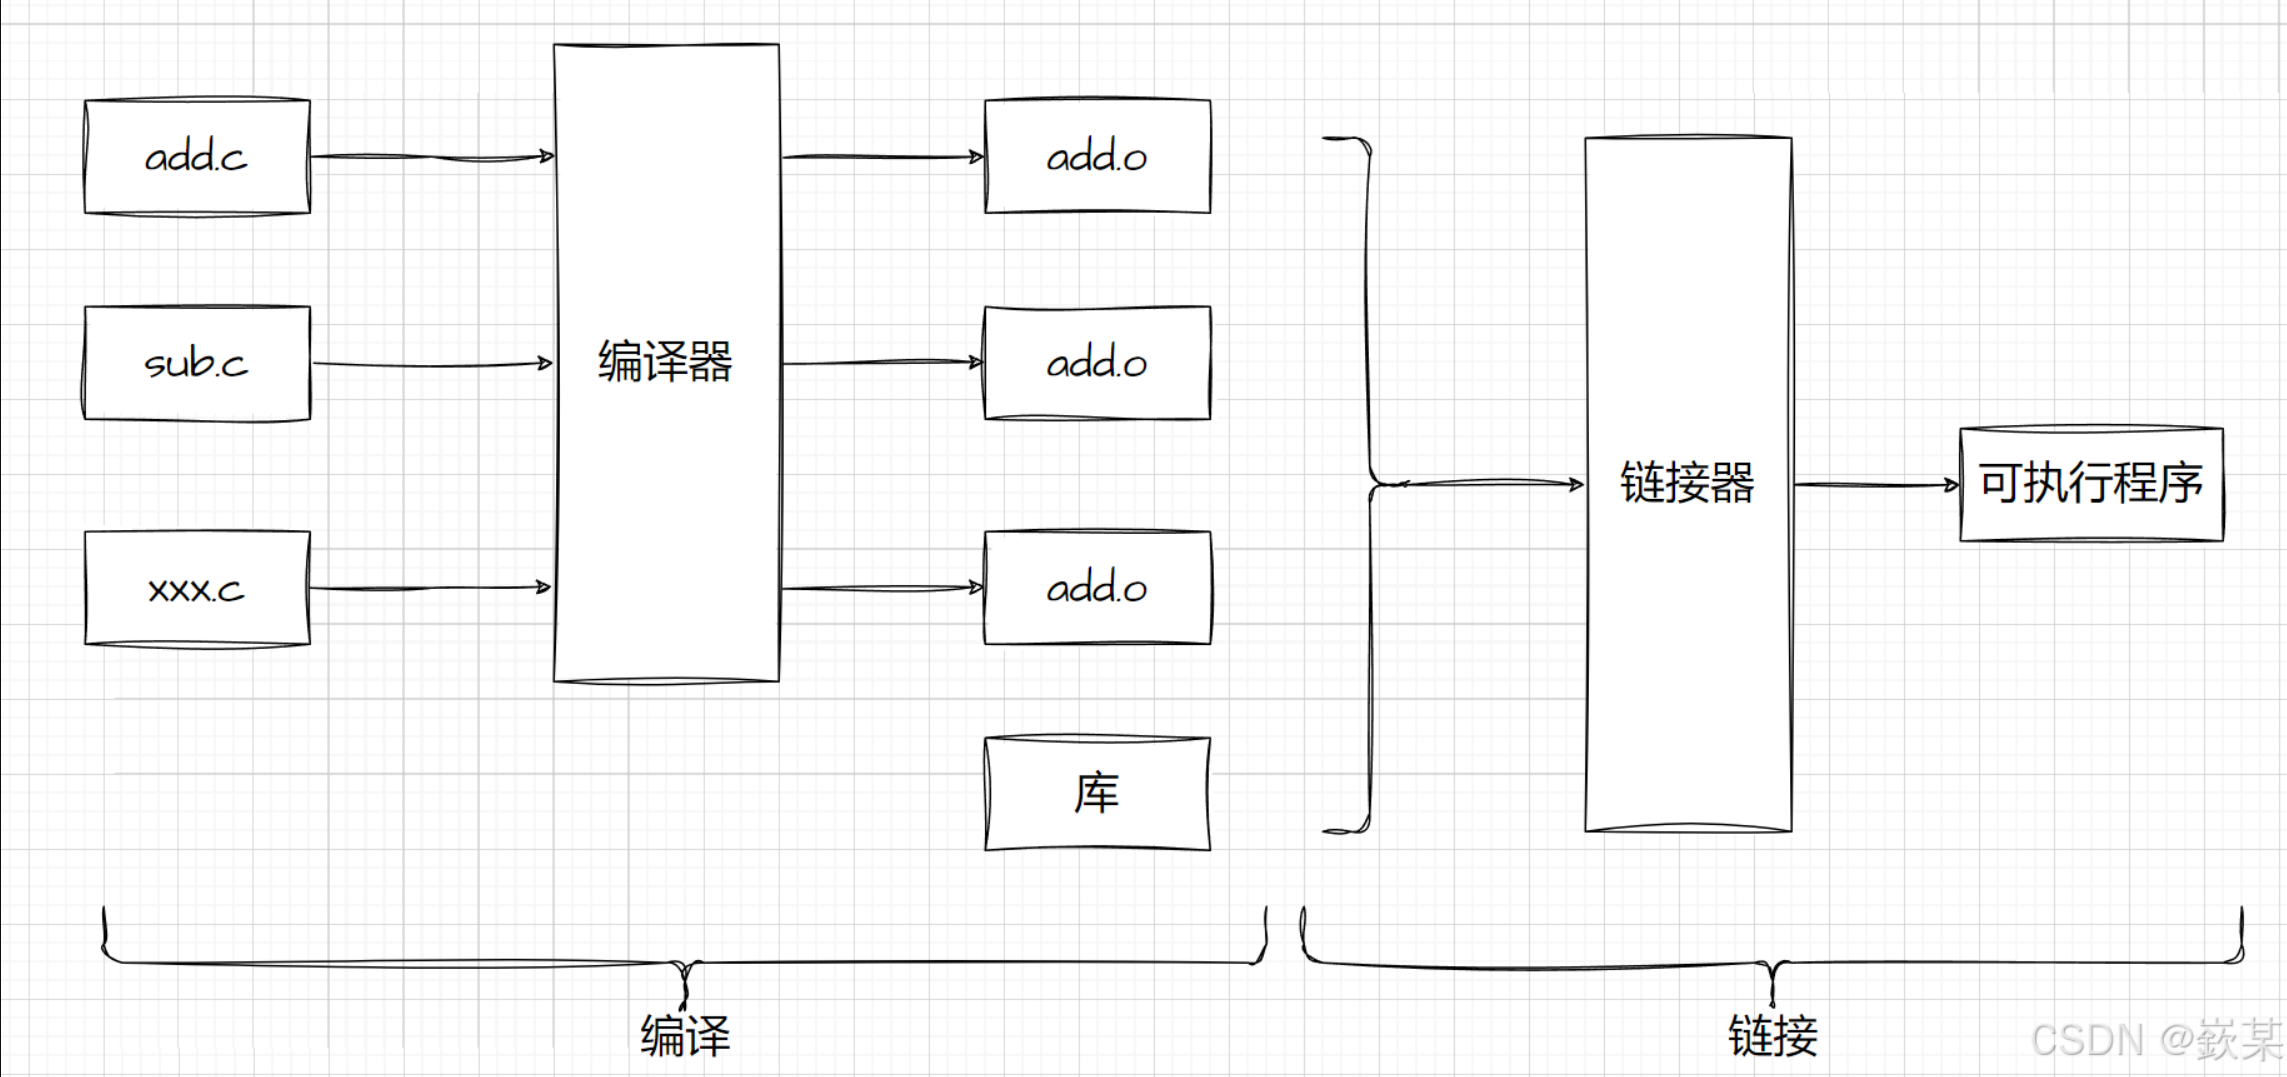 add.c
add.o
sub.c
编译器
add.o
链接器
可执行程序
xxx.c
add.o
库
编译
链接
CSDN @嵚某